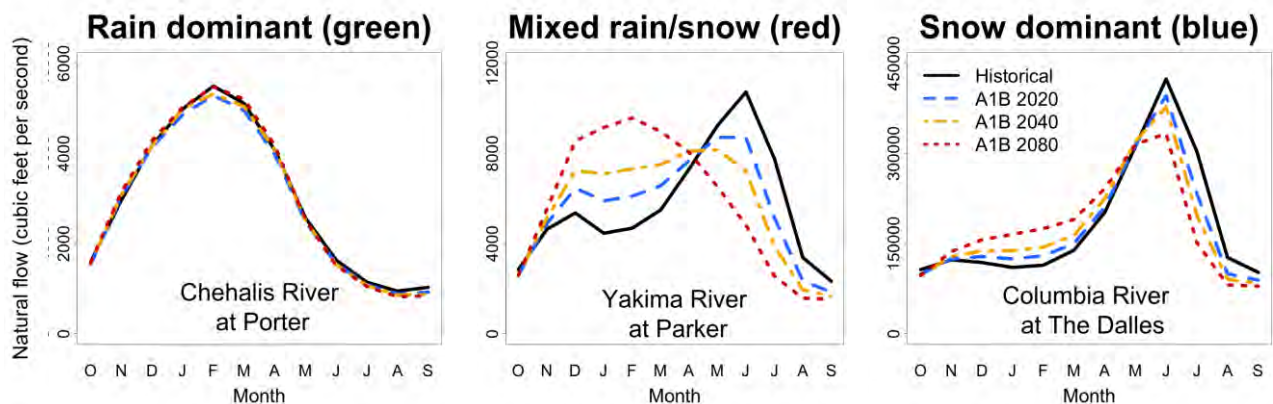 Rain dominant (green)
Mixed rain/snow (red)
Snow dominant (blue)
Natural flow (cubic feet per second)
6000
4000
2000
0
Chehalis River
at Porter
O N D J F M A M J J A S
Month
12000
8000
4000
0
Yakima River
at Parker
O N D J F M A M J J A S
Month
450000
300000
150000
0
Historical
A1B 2020
A1B 2040
A1B 2080
Columbia River
at The Dalles
O N D J F M A M J J A S
Month